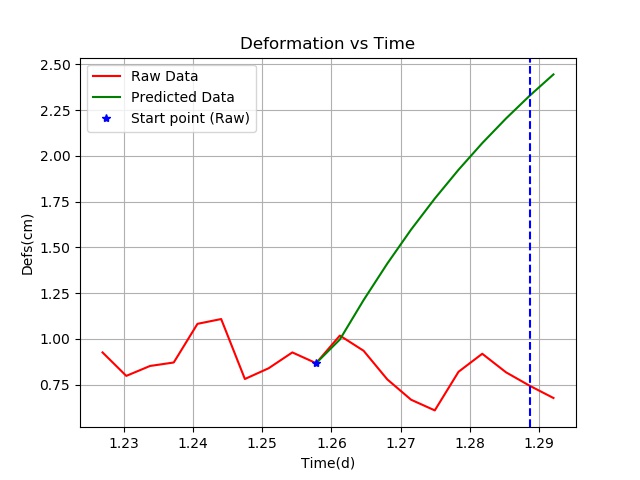 Deformation vs Time
Raw Data
Predicted Data
Start point (Raw)
Defs(cm)
2.50
2.25
2.00
1.75
1.50
1.25
1.00
0.75
1.23 1.24 1.25 1.26 1.27 1.28 1.29
Time(d)